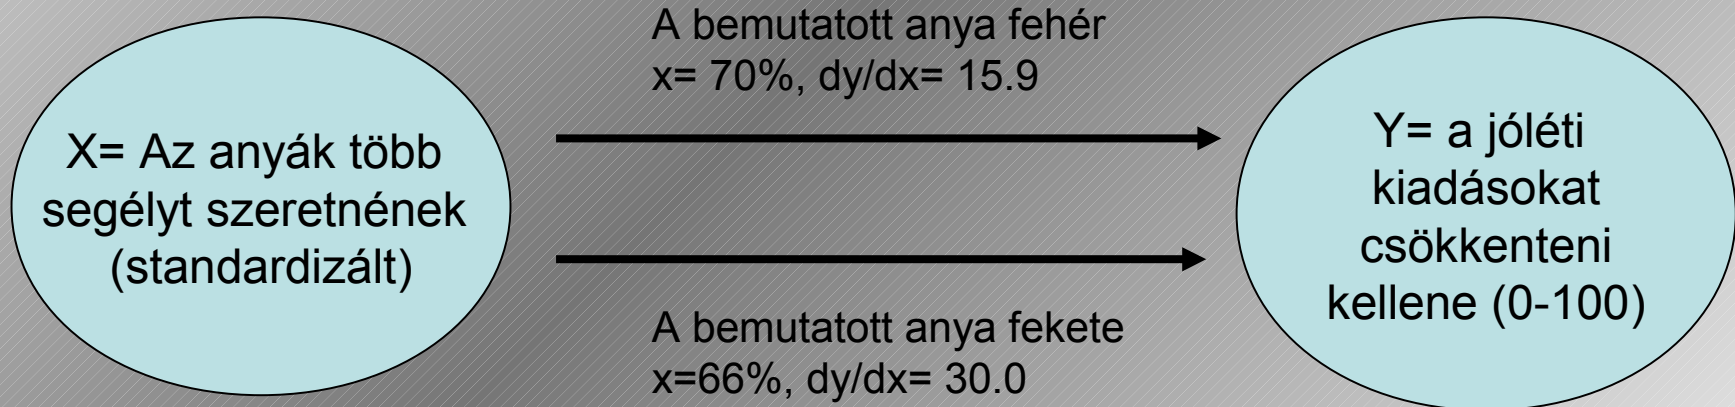 X= Az anyák több
segélyt szeretnének
(standardizált)
A bemutatott anya fehér
x= 70%, dy/dx= 15.9
A bemutatott anya fekete
x=66%, dy/dx= 30.0
Y= a jóléti
kiadásokat
csökkenteni
kellene (0-100)